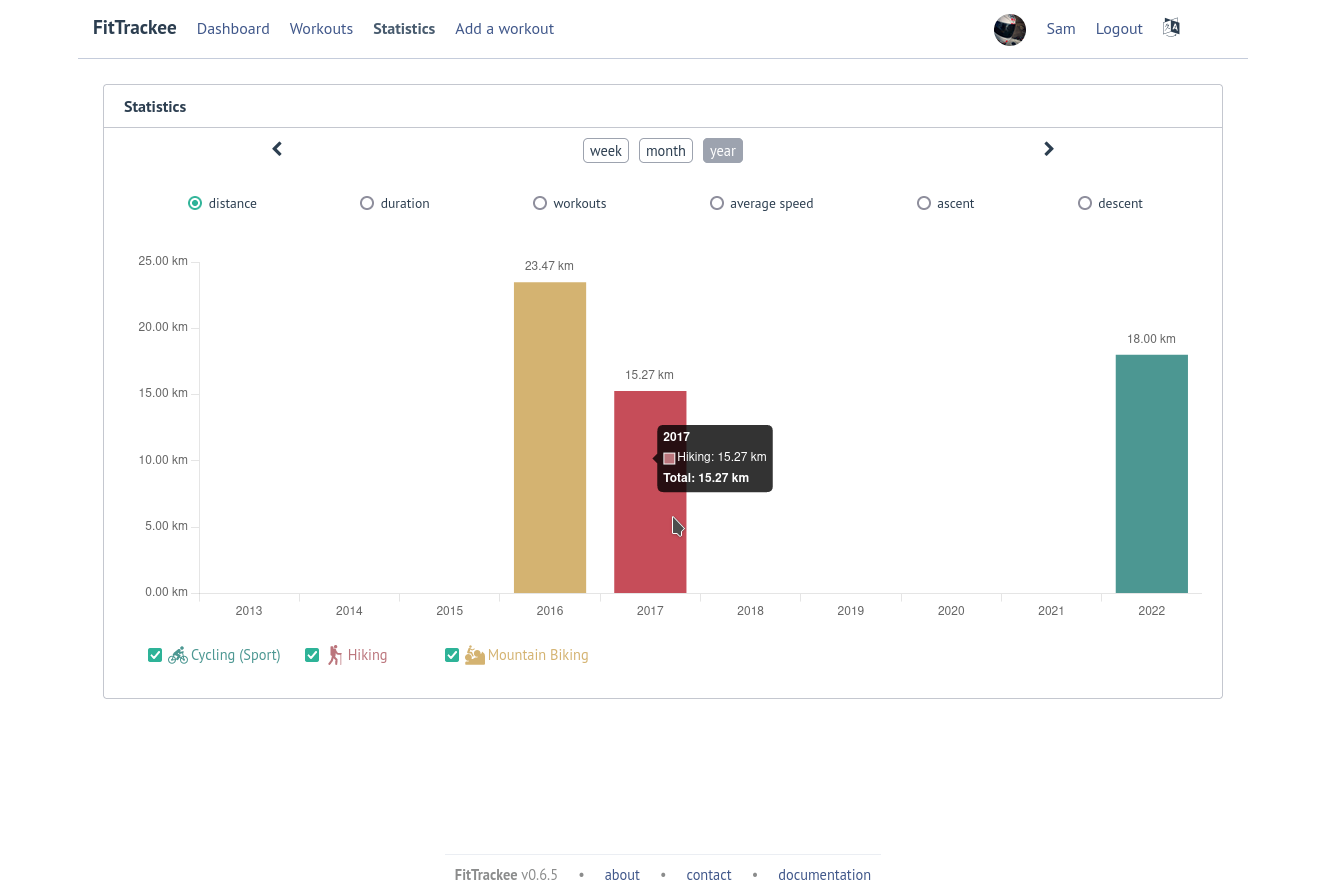 FitTrackee Dashboard Workouts Statistics Add a workout Sam Logout
Statistics
week month year
distance duration workouts average speed ascent descent
25.00 km
20.00 km
15.00 km
10.00 km
5.00 km
0.00 km
23.47 km
15.27 km
18.00 km
2017
Hiking: 15.27 km
Total: 15.27 km
2013 2014 2015 2016 2017 2018 2019 2020 2021 2022
Cycling (Sport) Hiking Mountain Biking
FitTrackee v0.6.5 • about • contact • documentation